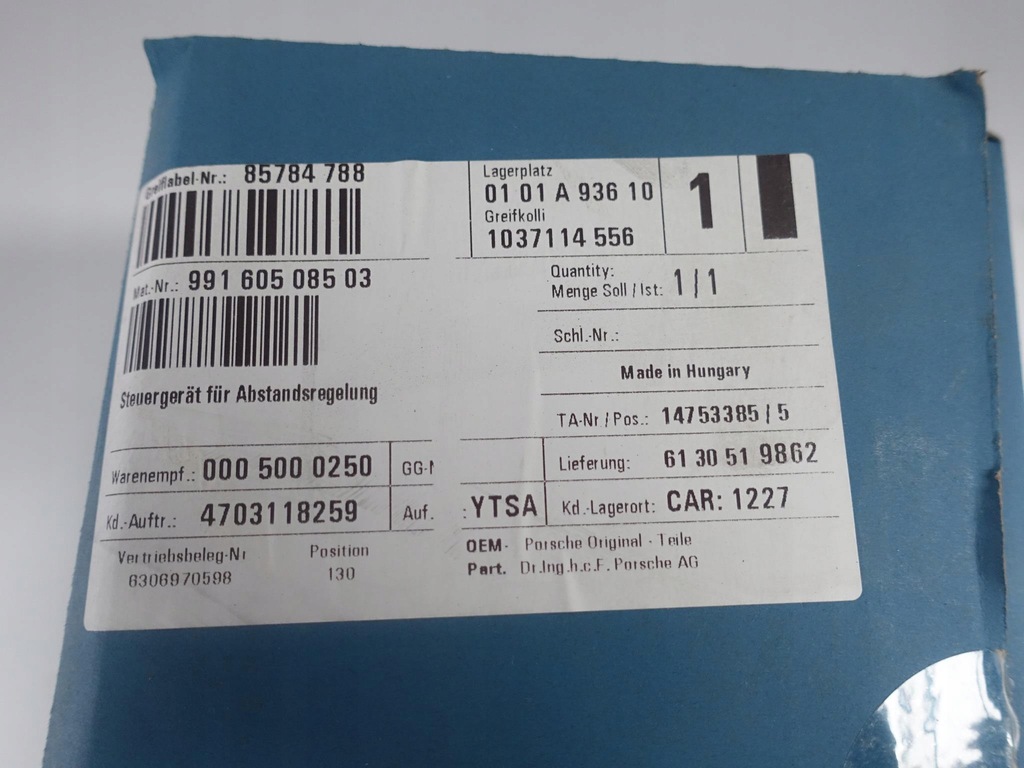 Greiflabel-Nr.: 85784 788
Lagerplatz
01 01 A 936 10
Greifkolli
1037114 556
1
Mat.-Nr.: 991 605 085 03
Quantity:
Menge Soll / Ist: 1 / 1
Schl.-Nr.:
Made in Hungary
Steuergerät für Abstandsregelung
TA-Nr / Pos.: 14753385 / 5
Warenempf.: 000 500 0250
GG-
Lieferung: 61 30 51 9862
Kd.-Auftr.: 4703118259
Auf. : YTSA
Kd.-Lagerort: CAR: 1227
Vertriebsbeleg-Nr Position
6306970598 130
OEM- Porsche Original - Teile
Part. Dr.Ing.h.c.F. Porsche AG